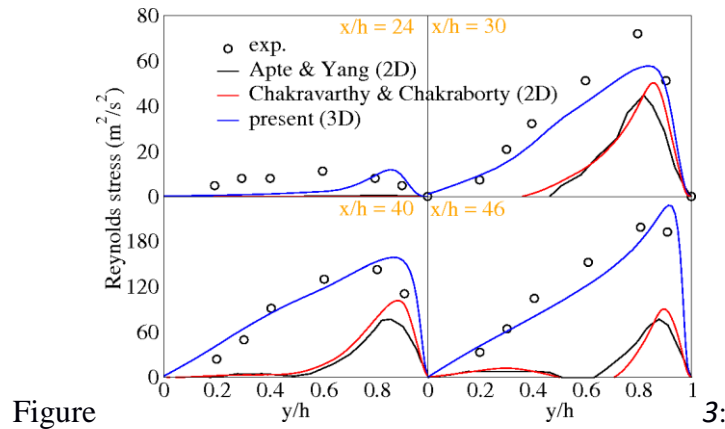 80
60
40
20
0
x/h = 24
x/h = 30
exp.
Apte & Yang (2D)
Chakravarthy & Chakraborty (2D)
present (3D)
Reynolds stress (m²/s²)
x/h = 40
x/h = 46
180
120
60
0
0 0.2 0.4 0.6 0.8 0 0.2 0.4 0.6 0.8 1
y/h y/h
Figure 3: